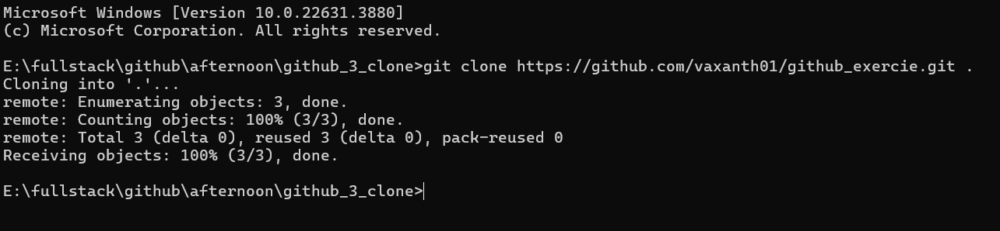 Microsoft Windows [Version 10.0.22631.3880]
(c) Microsoft Corporation. All rights reserved.
E:\fullstack\github\afternoon\github_3_clone>git clone https://github.com/vaxanth01/github_exercie.git .
Cloning into '.'...
remote: Enumerating objects: 3, done.
remote: Counting objects: 100% (3/3), done.
remote: Total 3 (delta 0), reused 3 (delta 0), pack-reused 0
Receiving objects: 100% (3/3), done.
E:\fullstack\github\afternoon\github_3_clone>